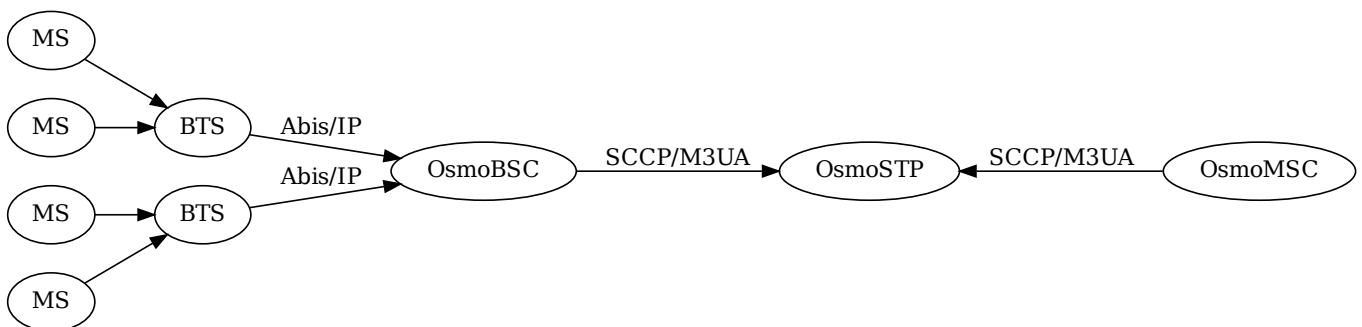 MS
MS
BTS
Abis/IP
OsmoBSC
SCCP/M3UA
OsmoSTP
SCCP/M3UA
OsmoMSC
Abis/IP
MS
BTS
MS